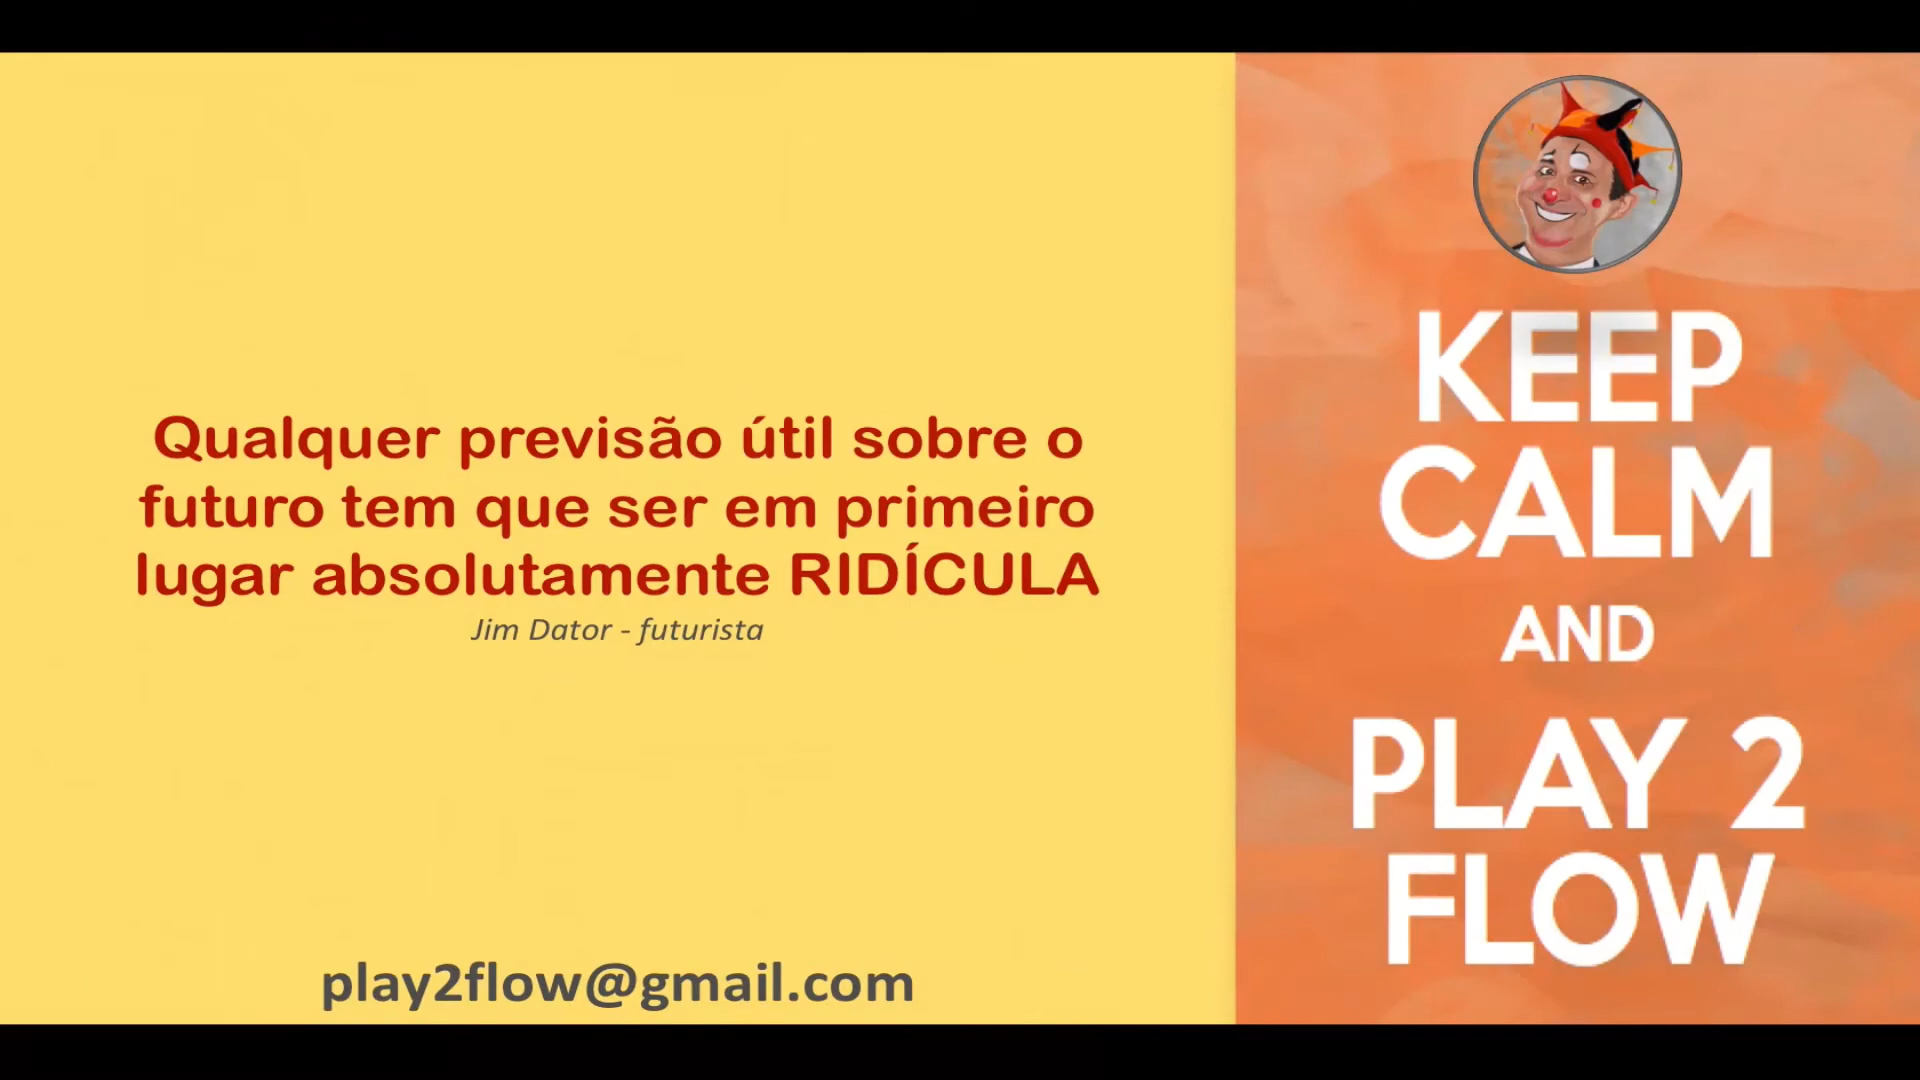 Qualquer previsão útil sobre o
futuro tem que ser em primeiro
lugar absolutamente RIDÍCULA
Jim Dator - futurista
play2flow@gmail.com
KEEP
CALM
AND
PLAY 2
FLOW